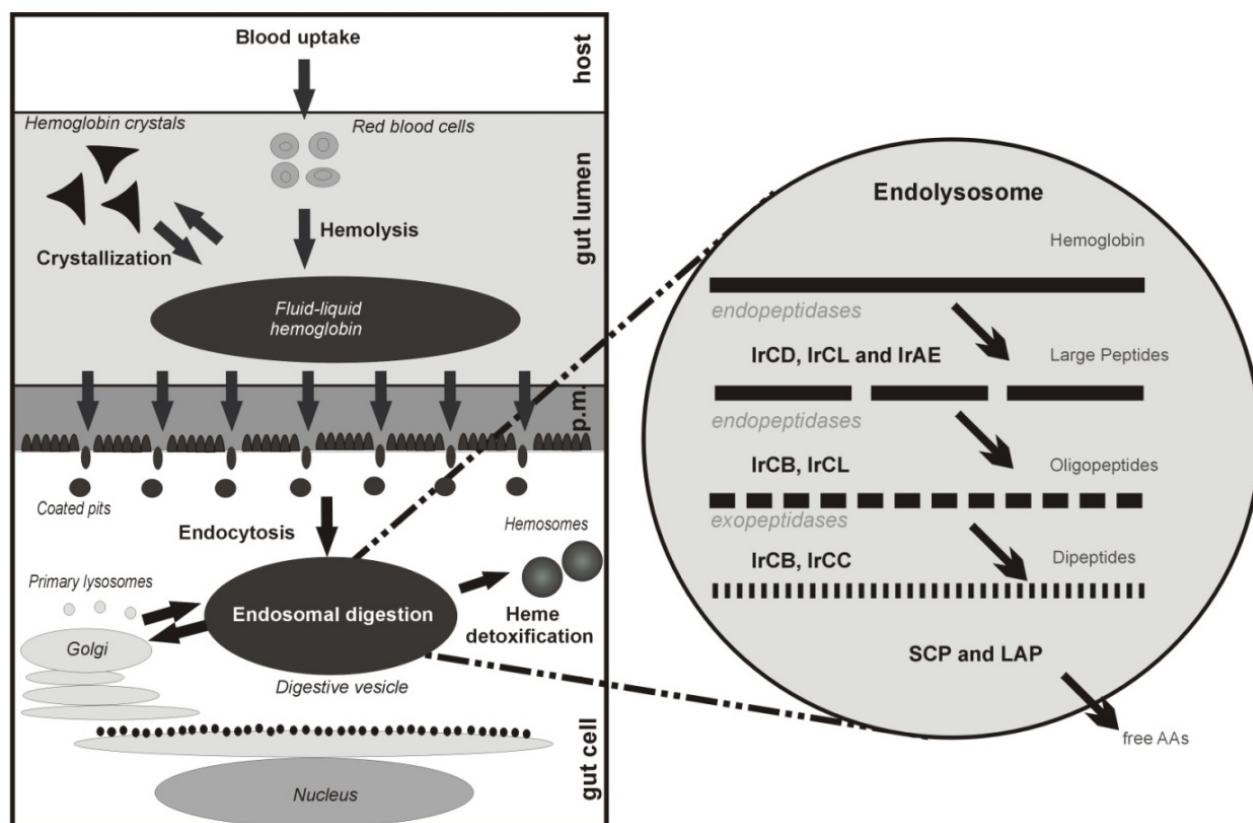 Blood uptake
host
Hemoglobin crystals
Red blood cells
Hemolysis
Crystallization
gut lumen
Fluid-liquid
hemoglobin
p.m.
Coated pits
Endocytosis
Hemosomes
Primary lysosomes
Endosomal digestion
Heme
detoxification
Golgi
Digestive vesicle
gut cell
Nucleus
Endolysosome
Hemoglobin
endopeptidases
IrCD, IrCL and IrAE
Large Peptides
endopeptidases
IrCB, IrCL
Oligopeptides
exopeptidases
IrCB, IrCC
Dipeptides
SCP and LAP
free AAs